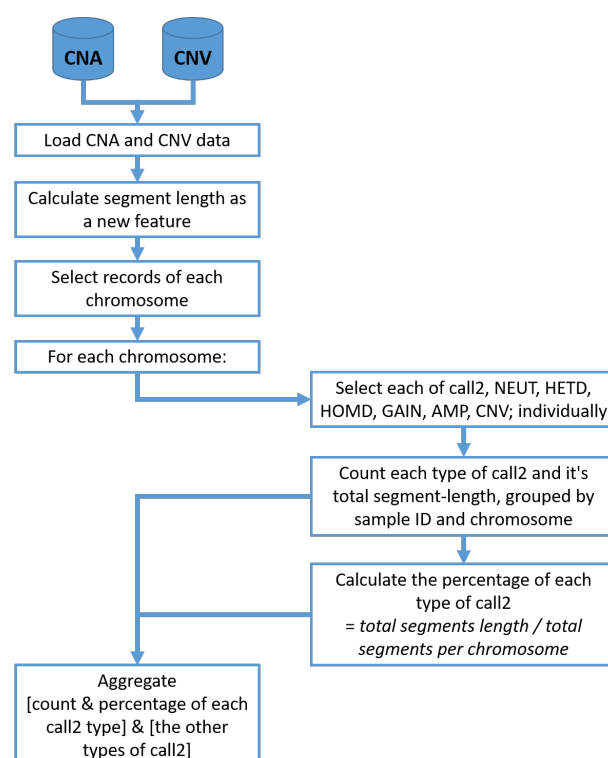 CNA
CNV
Load CNA and CNV data
Calculate segment length as
a new feature
Select records of each
chromosome
For each chromosome:
Select each of call2, NEUT, HETD,
HOMD, GAIN, AMP, CNV; individually
Count each type of call2 and it's
total segment-length, grouped by
sample ID and chromosome
Calculate the percentage of each
type of call2
= total segments length / total
segments per chromosome
Aggregate
[count & percentage of each
call2 type] & [the other
types of call2]